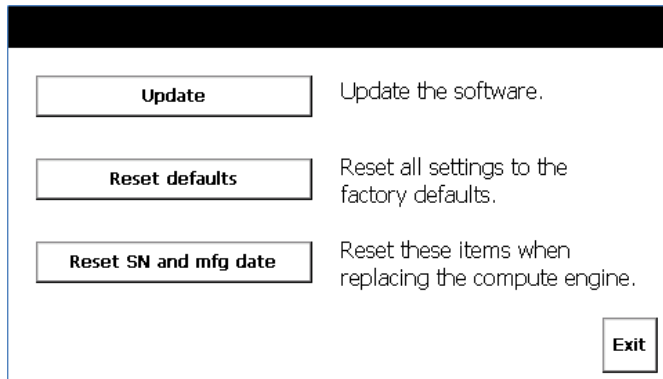 Update
Update the software.
Reset defaults
Reset all settings to the
factory defaults.
Reset SN and mfg date
Reset these items when
replacing the compute engine.
Exit